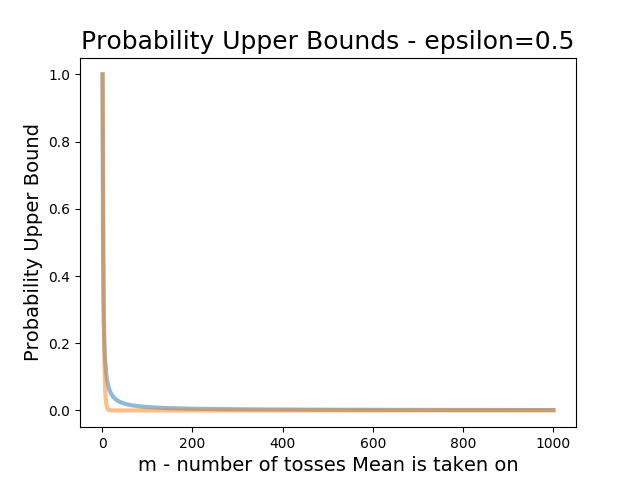 Probability Upper Bounds - epsilon=0.5
Probability Upper Bound
1.0
0.8
0.6
0.4
0.2
0.0
0 200 400 600 800 1000
m - number of tosses Mean is taken on